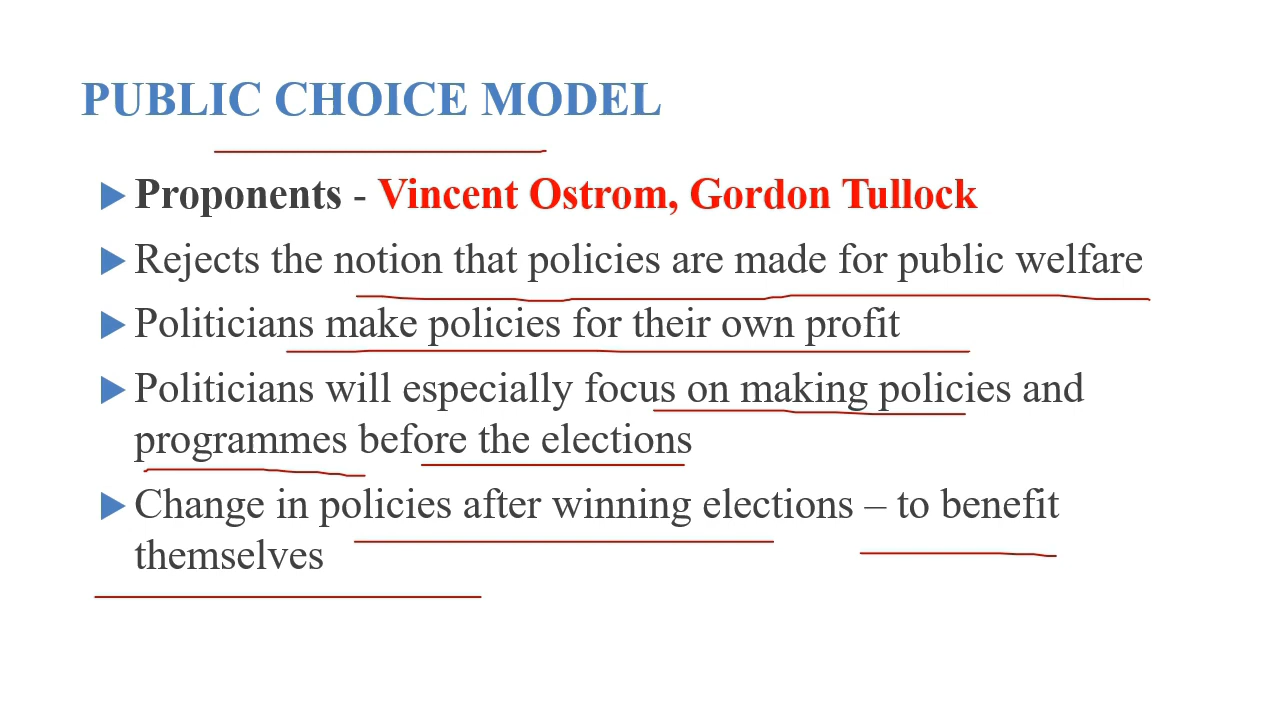 PUBLIC CHOICE MODEL
Proponents - Vincent Ostrom, Gordon Tullock
Rejects the notion that policies are made for public welfare
Politicians make policies for their own profit
Politicians will especially focus on making policies and
programmes before the elections
Change in policies after winning elections – to benefit
themselves